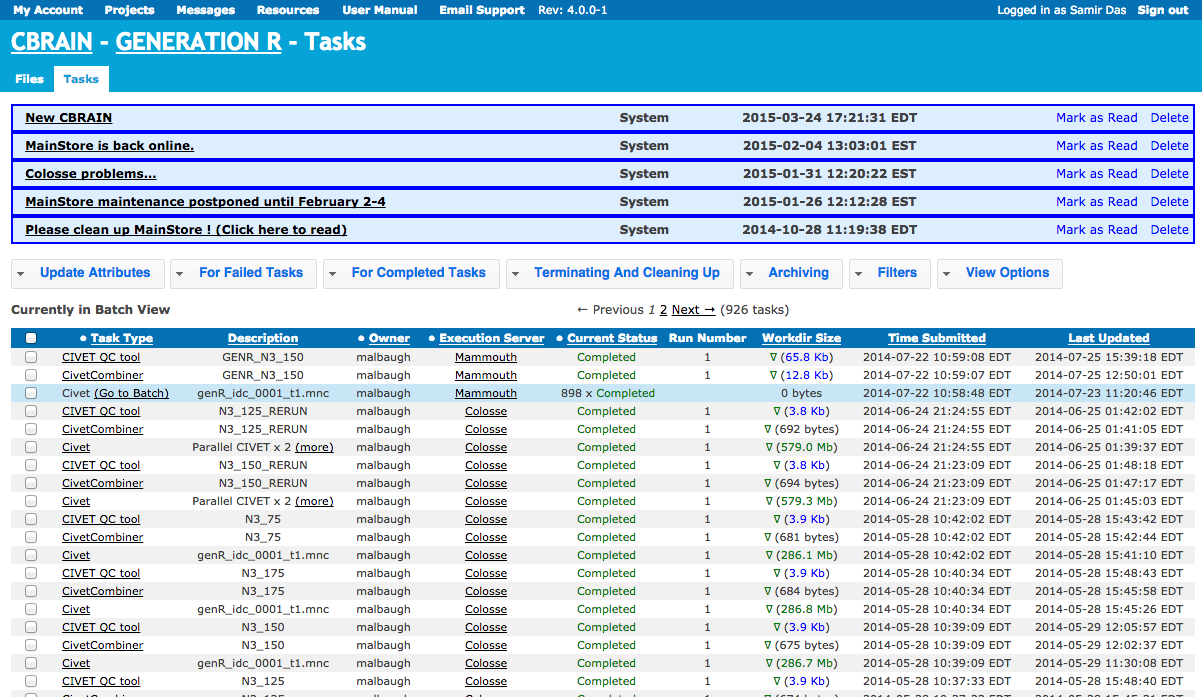 My Account Projects Messages Resources User Manual Email Support Rev: 4.0.0-1 Logged in as Samir Das Sign out
CBRAIN - GENERATION R - Tasks
Files Tasks
New CBRAIN System 2015-03-24 17:21:31 EDT Mark as Read Delete
MainStore is back online. System 2015-02-04 13:03:01 EST Mark as Read Delete
Colosse problems... System 2015-01-31 12:20:22 EST Mark as Read Delete
MainStore maintenance postponed until February 2-4 System 2015-01-26 12:12:28 EST Mark as Read Delete
Please clean up MainStore ! (Click here to read) System 2014-10-28 11:19:38 EDT Mark as Read Delete
Update Attributes For Failed Tasks For Completed Tasks Terminating And Cleaning Up Archiving Filters View Options
Currently in Batch View ← Previous 1 2 Next → (926 tasks)
• Task Type Description • Owner • Execution Server • Current Status Run Number Workdir Size Time Submitted Last Updated
CIVET QC tool GENR_N3_150 malbaugh Mammouth Completed 1 ∇ (65.8 Kb) 2014-07-22 10:59:08 EDT 2014-07-25 15:39:18 EDT
CivetCombiner GENR_N3_150 malbaugh Mammouth Completed 1 ∇ (12.8 Kb) 2014-07-22 10:59:07 EDT 2014-07-25 12:50:01 EDT
Civet (Go to Batch) genR_idc_0001_t1.mnc malbaugh Mammouth 898 x Completed 0 bytes 2014-07-22 10:58:48 EDT 2014-07-23 11:20:46 EDT
CIVET QC tool N3_125_RERUN malbaugh Colosse Completed 1 ∇ (3.8 Kb) 2014-06-24 21:24:55 EDT 2014-06-25 01:42:02 EDT
CivetCombiner N3_125_RERUN malbaugh Colosse Completed 1 ∇ (692 bytes) 2014-06-24 21:24:55 EDT 2014-06-25 01:41:05 EDT
Civet Parallel CIVET x 2 (more) malbaugh Colosse Completed 1 ∇ (579.0 Mb) 2014-06-24 21:24:55 EDT 2014-06-25 01:39:37 EDT
CIVET QC tool N3_150_RERUN malbaugh Colosse Completed 1 ∇ (3.8 Kb) 2014-06-24 21:23:09 EDT 2014-06-25 01:48:18 EDT
CivetCombiner N3_150_RERUN malbaugh Colosse Completed 1 ∇ (694 bytes) 2014-06-24 21:23:09 EDT 2014-06-25 01:47:17 EDT
Civet Parallel CIVET x 2 (more) malbaugh Colosse Completed 1 ∇ (579.3 Mb) 2014-06-24 21:23:09 EDT 2014-06-25 01:45:03 EDT
CIVET QC tool N3_75 malbaugh Colosse Completed 1 ∇ (3.9 Kb) 2014-05-28 10:42:02 EDT 2014-05-28 15:43:42 EDT
CivetCombiner N3_75 malbaugh Colosse Completed 1 ∇ (681 bytes) 2014-05-28 10:42:02 EDT 2014-05-28 15:42:44 EDT
Civet genR_idc_0001_t1.mnc malbaugh Colosse Completed 1 ∇ (286.1 Mb) 2014-05-28 10:42:02 EDT 2014-05-28 15:41:10 EDT
CIVET QC tool N3_175 malbaugh Colosse Completed 1 ∇ (3.9 Kb) 2014-05-28 10:40:34 EDT 2014-05-28 15:48:43 EDT
CivetCombiner N3_175 malbaugh Colosse Completed 1 ∇ (684 bytes) 2014-05-28 10:40:34 EDT 2014-05-28 15:45:58 EDT
Civet genR_idc_0001_t1.mnc malbaugh Colosse Completed 1 ∇ (286.8 Mb) 2014-05-28 10:40:34 EDT 2014-05-28 15:45:26 EDT
CIVET QC tool N3_150 malbaugh Colosse Completed 1 ∇ (3.9 Kb) 2014-05-28 10:39:09 EDT 2014-05-29 12:05:57 EDT
CivetCombiner N3_150 malbaugh Colosse Completed 1 ∇ (675 bytes) 2014-05-28 10:39:09 EDT 2014-05-29 12:02:37 EDT
Civet genR_idc_0001_t1.mnc malbaugh Colosse Completed 1 ∇ (286.7 Mb) 2014-05-28 10:39:09 EDT 2014-05-29 11:30:08 EDT
CIVET QC tool N3_125 malbaugh Colosse Completed 1 ∇ (3.9 Kb) 2014-05-28 10:37:33 EDT 2014-05-28 15:48:40 EDT